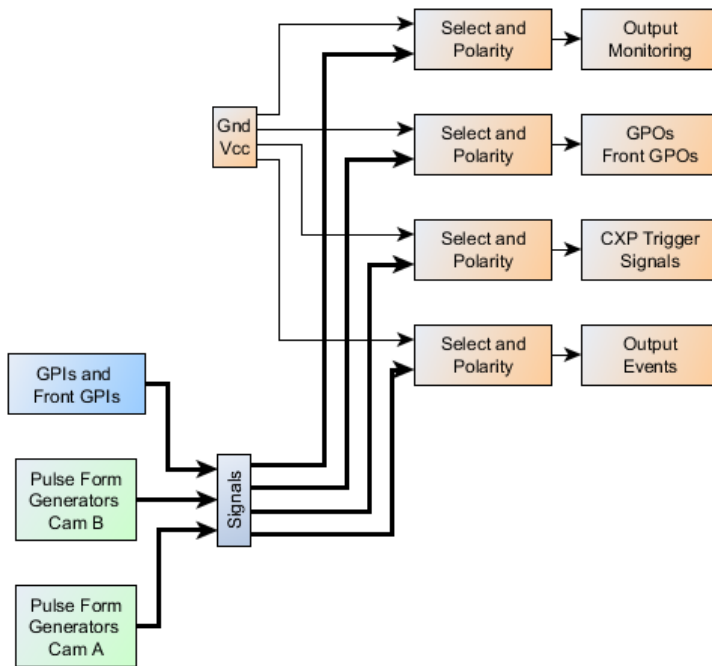 Select and
Polarity
Output
Monitoring
Gnd
Vcc
Select and
Polarity
GPOs
Front GPOs
Select and
Polarity
CXP Trigger
Signals
Select and
Polarity
Output
Events
GPIs and
Front GPIs
Signals
Pulse Form
Generators
Cam B
Pulse Form
Generators
Cam A